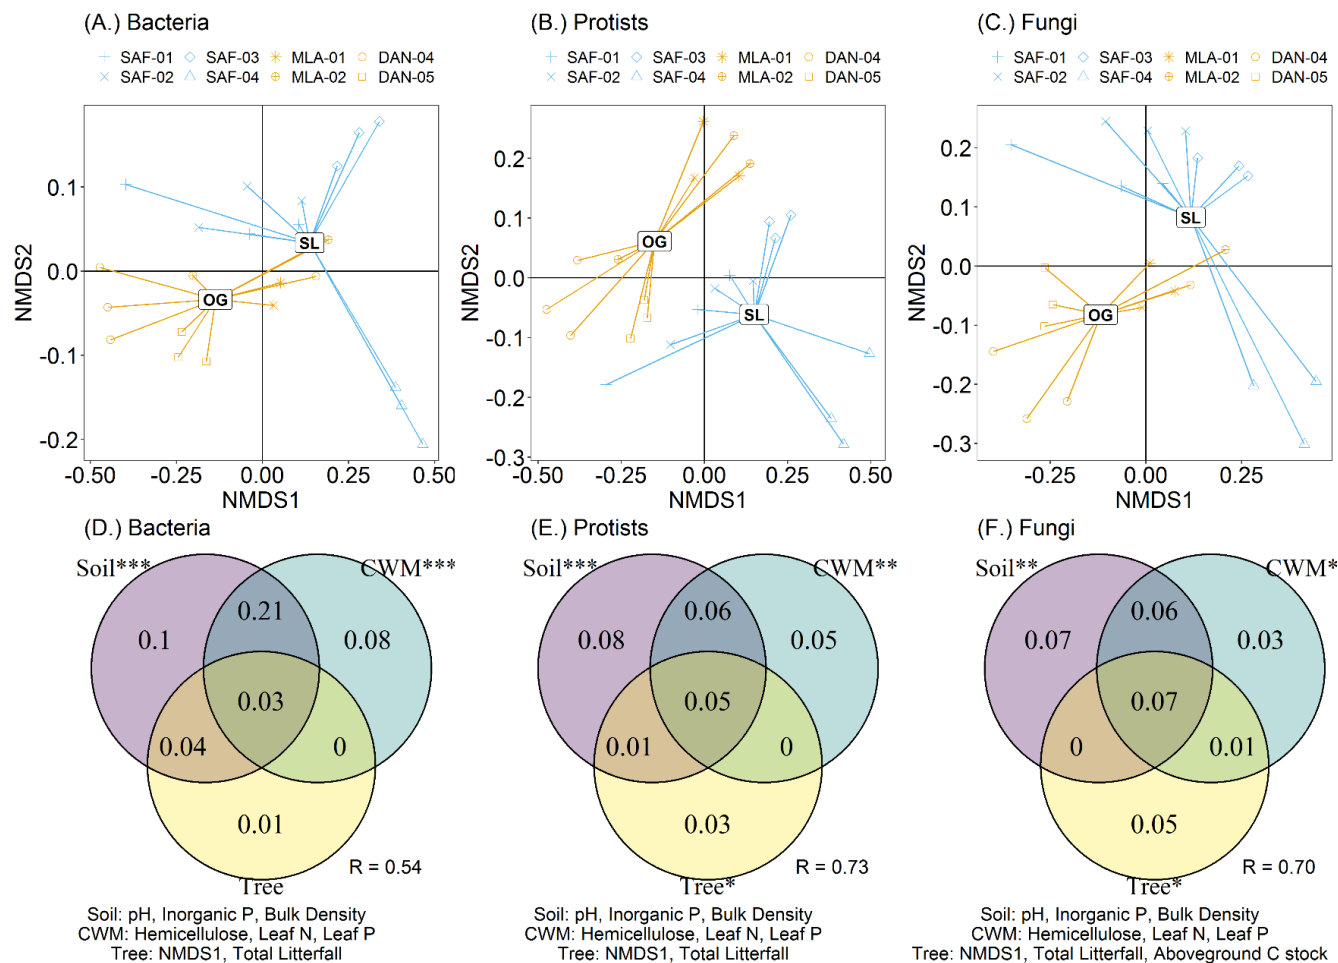 (A.) Bacteria
SAF-01 SAF-03 MLA-01 DAN-04
SAF-02 SAF-04 MLA-02 DAN-05
NMDS2
0.1
0.0
-0.1
-0.2
SL
OG
-0.50 -0.25 0.00 0.25 0.50
NMDS1
(B.) Protists
SAF-01 SAF-03 MLA-01 DAN-04
SAF-02 SAF-04 MLA-02 DAN-05
NMDS2
0.2
0.1
0.0
-0.1
-0.2
-0.3
OG
SL
-0.50 -0.25 0.00 0.25 0.50
NMDS1
(C.) Fungi
SAF-01 SAF-03 MLA-01 DAN-04
SAF-02 SAF-04 MLA-02 DAN-05
NMDS2
0.2
0.1
0.0
-0.1
-0.2
-0.3
SL
OG
-0.25 0.00 0.25
NMDS1
(D.) Bacteria
Soil***
CWM***
0.21
0.1
0.08
0.03
0.04
0
0.01
R = 0.54
Tree
Soil: pH, Inorganic P, Bulk Density
CWM: Hemicellulose, Leaf N, Leaf P
Tree: NMDS1, Total Litterfall
(E.) Protists
Soil***
CWM**
0.06
0.08
0.05
0.05
0.01
0
0.03
R = 0.73
Tree*
Soil: pH, Inorganic P, Bulk Density
CWM: Hemicellulose, Leaf N, Leaf P
Tree: NMDS1, Total Litterfall
(F.) Fungi
Soil**
CWM*
0.06
0.07
0.03
0.07
0
0.01
0.05
R = 0.70
Tree*
Soil: pH, Inorganic P, Bulk Density
CWM: Hemicellulose, Leaf N, Leaf P
Tree: NMDS1, Total Litterfall, Aboveground C stock